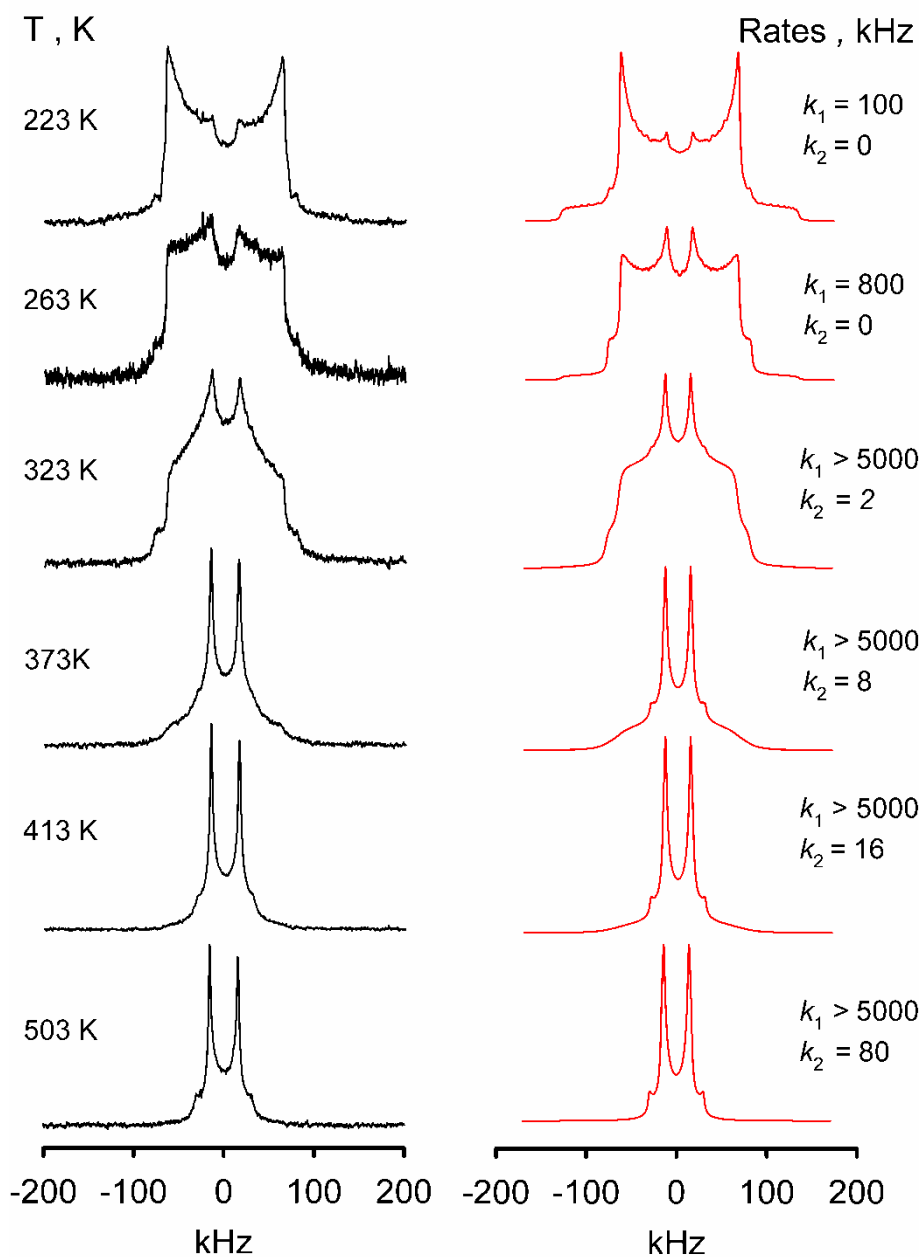 T , K
Rates , kHz
223 K
k1 = 100
k2 = 0
263 K
k1 = 800
k2 = 0
323 K
k1 > 5000
k2 = 2
373K
k1 > 5000
k2 = 8
413 K
k1 > 5000
k2 = 16
503 K
k1 > 5000
k2 = 80
-200 -100 0 100 200
-200 -100 0 100 200
kHz
kHz